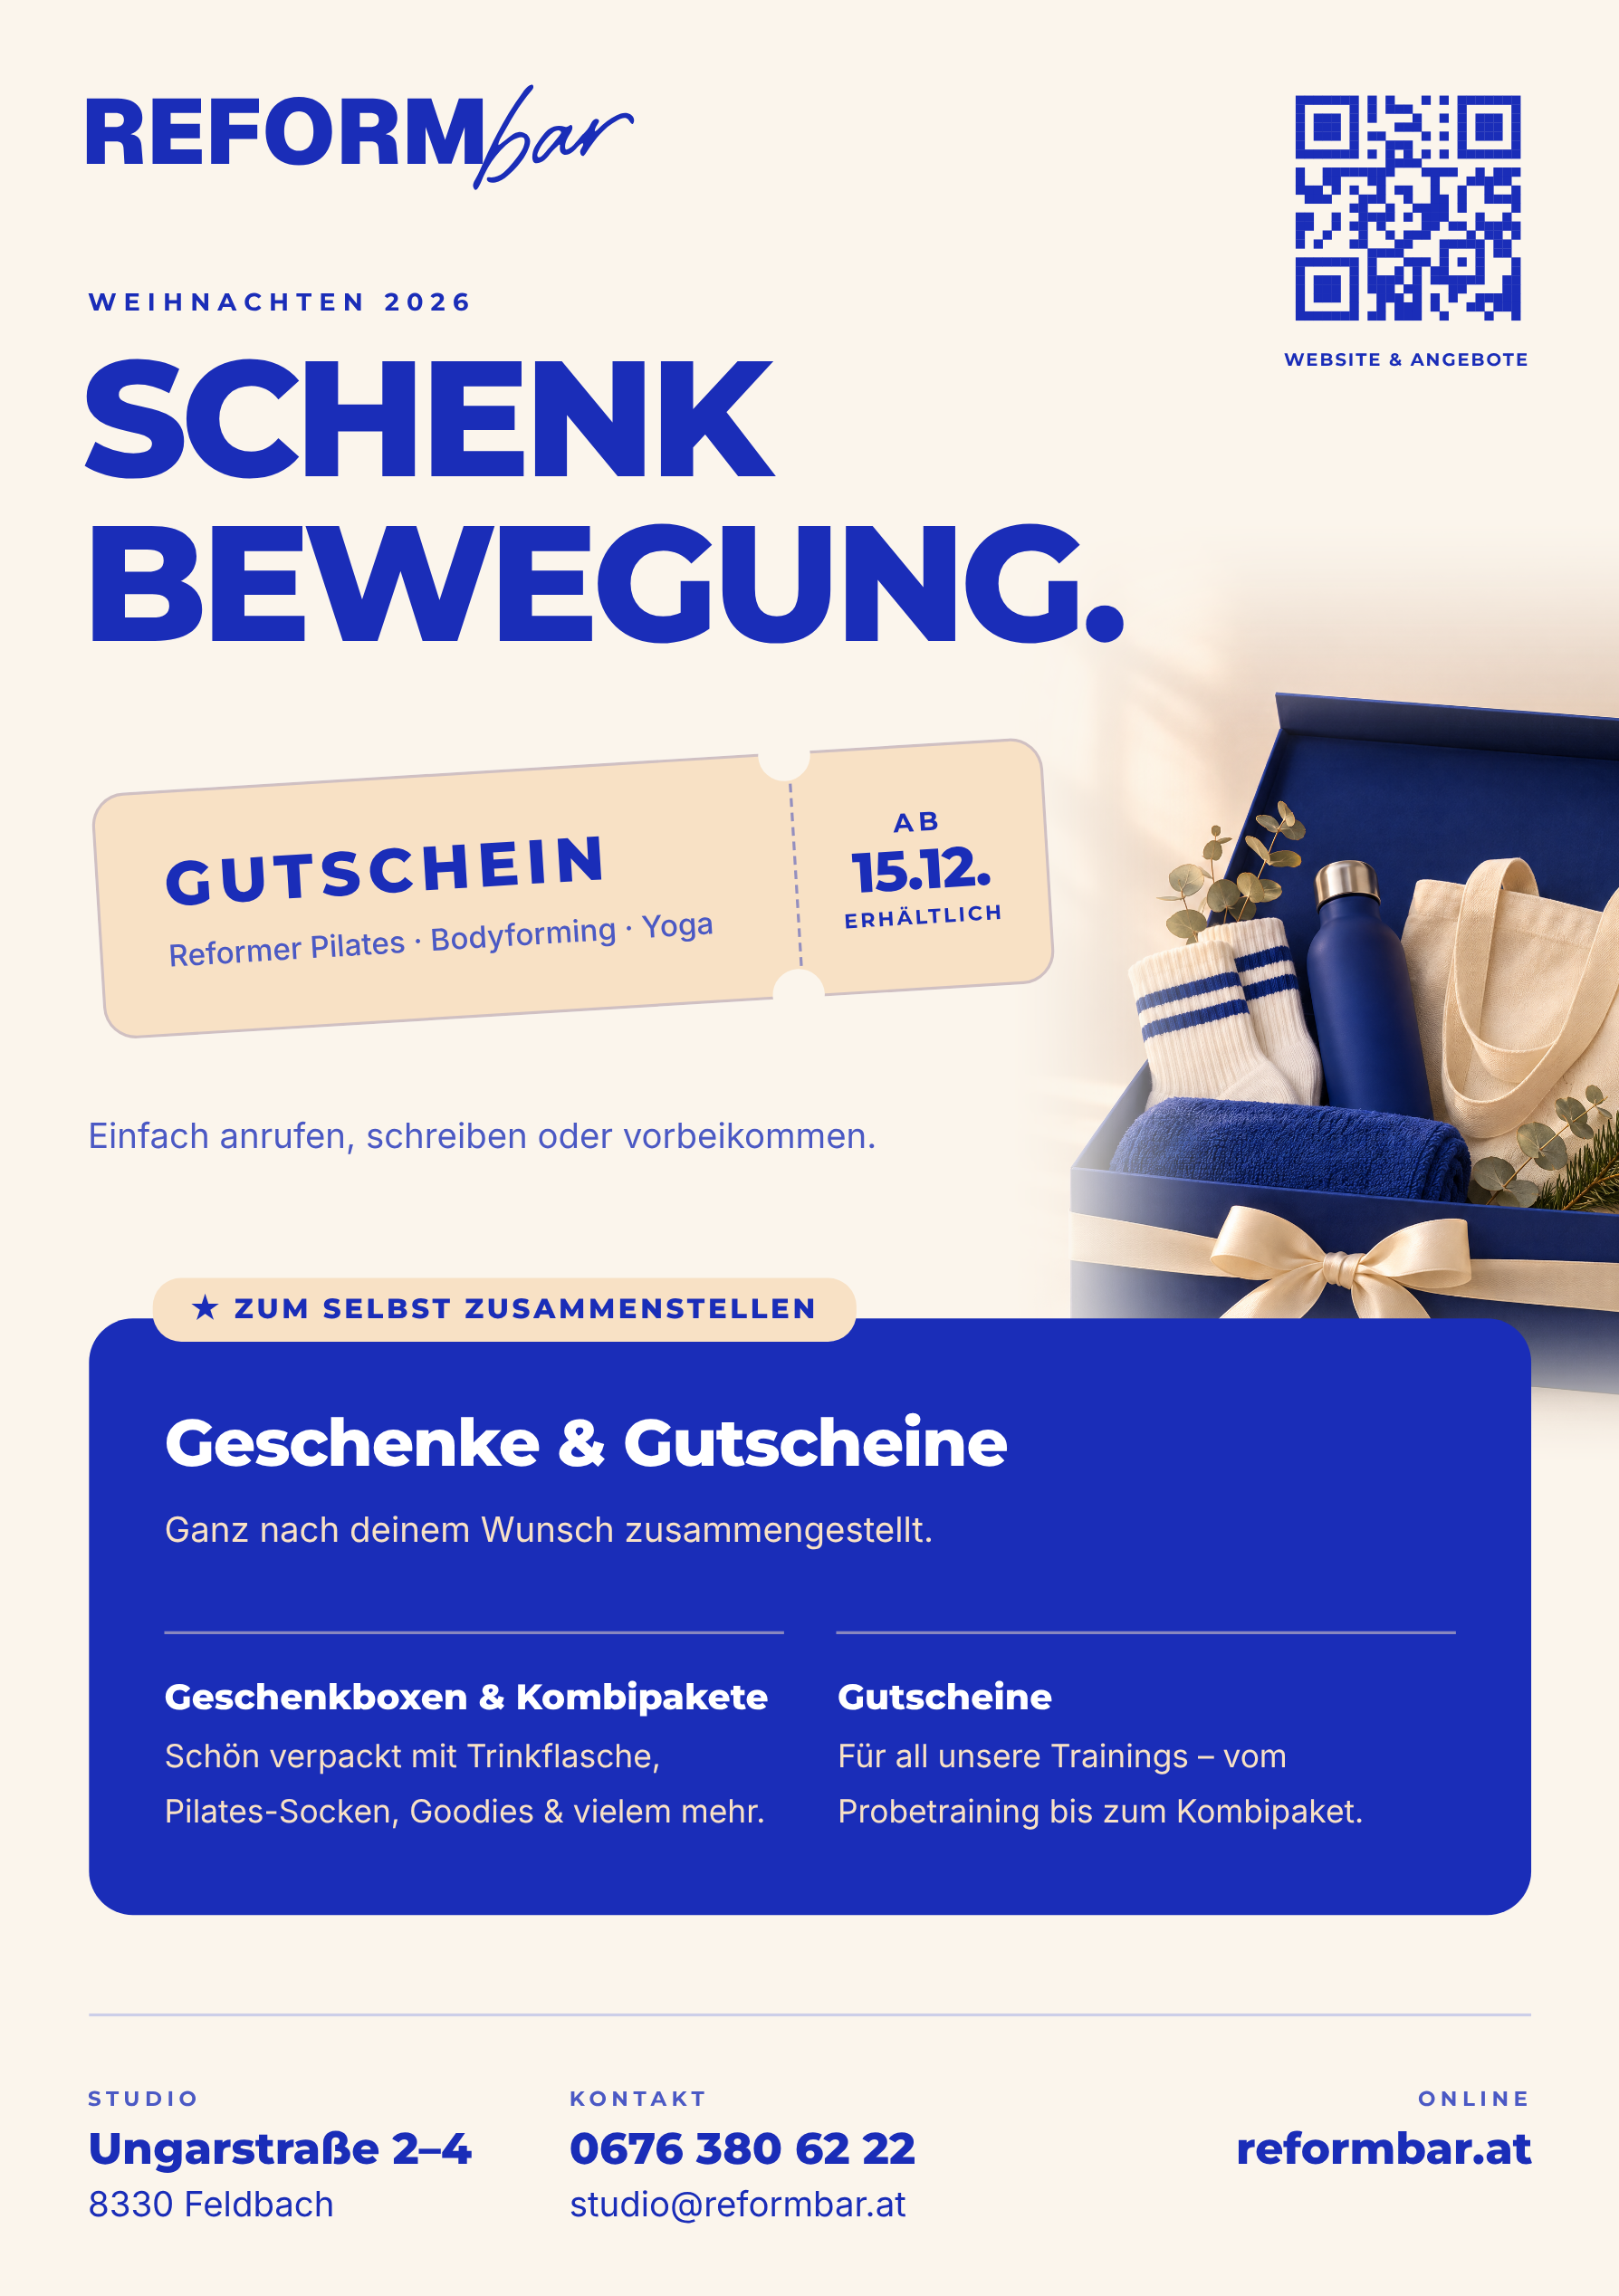 REFORMbar
WEBSITE & ANGEBOTE
WEIHNACHTEN 2026
SCHENK
BEWEGUNG.
GUTSCHEIN
Reformer Pilates · Bodyforming · Yoga
AB
15.12.
ERHÄLTLICH
Einfach anrufen, schreiben oder vorbeikommen.
★ ZUM SELBST ZUSAMMENSTELLEN
Geschenke & Gutscheine
Ganz nach deinem Wunsch zusammengestellt.
Geschenkboxen & Kombipakete
Schön verpackt mit Trinkflasche,
Pilates-Socken, Goodies & vielem mehr.
Gutscheine
Für all unsere Trainings – vom
Probetraining bis zum Kombipaket.
STUDIO
Ungarstraße 2–4
8330 Feldbach
KONTAKT
0676 380 62 22
studio@reformbar.at
ONLINE
reformbar.at